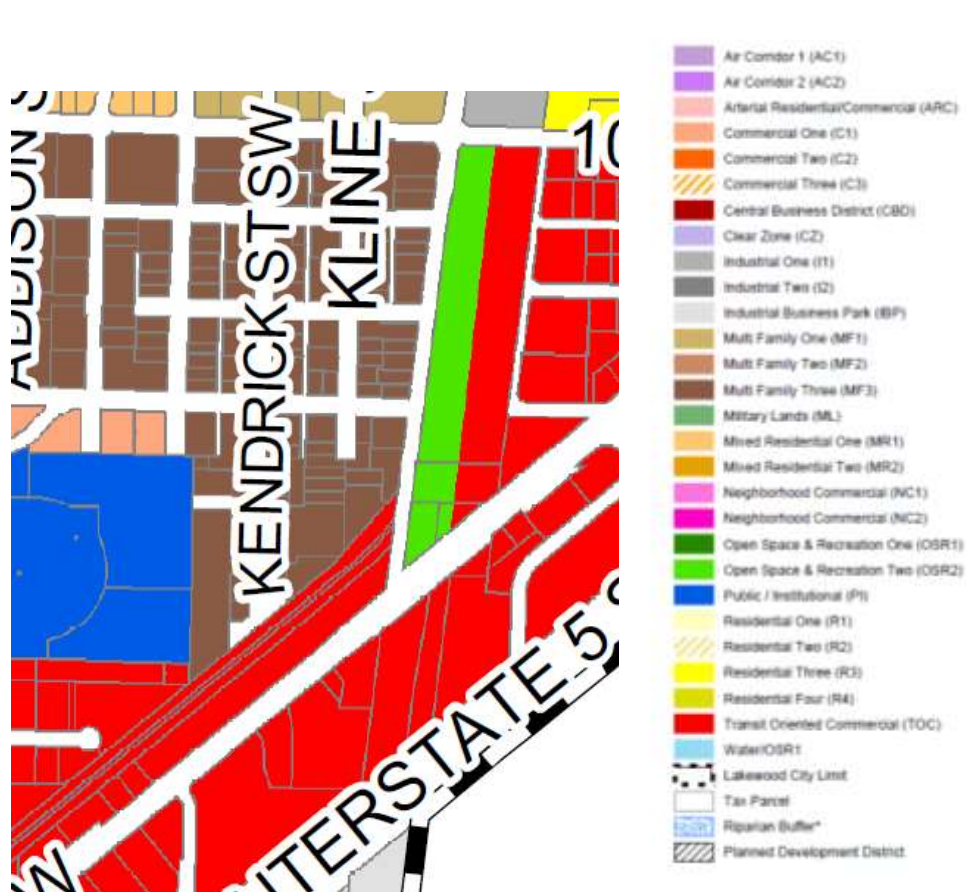 ADDISON S
KENDRICK ST SW
KLINE S
10
INTERSTATE 5 S
W
Air Corridor 1 (AC1)
Air Corridor 2 (AC2)
Arterial Residential/Commercial (ARC)
Commercial One (C1)
Commercial Two (C2)
Commercial Three (C3)
Central Business District (CBD)
Clear Zone (CZ)
Industrial One (I1)
Industrial Two (I2)
Industrial Business Park (IBP)
Multi Family One (MF1)
Multi Family Two (MF2)
Multi Family Three (MF3)
Military Lands (ML)
Mixed Residential One (MR1)
Mixed Residential Two (MR2)
Neighborhood Commercial (NC1)
Neighborhood Commercial (NC2)
Open Space & Recreation One (OSR1)
Open Space & Recreation Two (OSR2)
Public / Institutional (PI)
Residential One (R1)
Residential Two (R2)
Residential Three (R3)
Residential Four (R4)
Transit Oriented Commercial (TOC)
Water/OSR1
Lakewood City Limit
Tax Parcel
Riparian Buffer*
Planned Development District